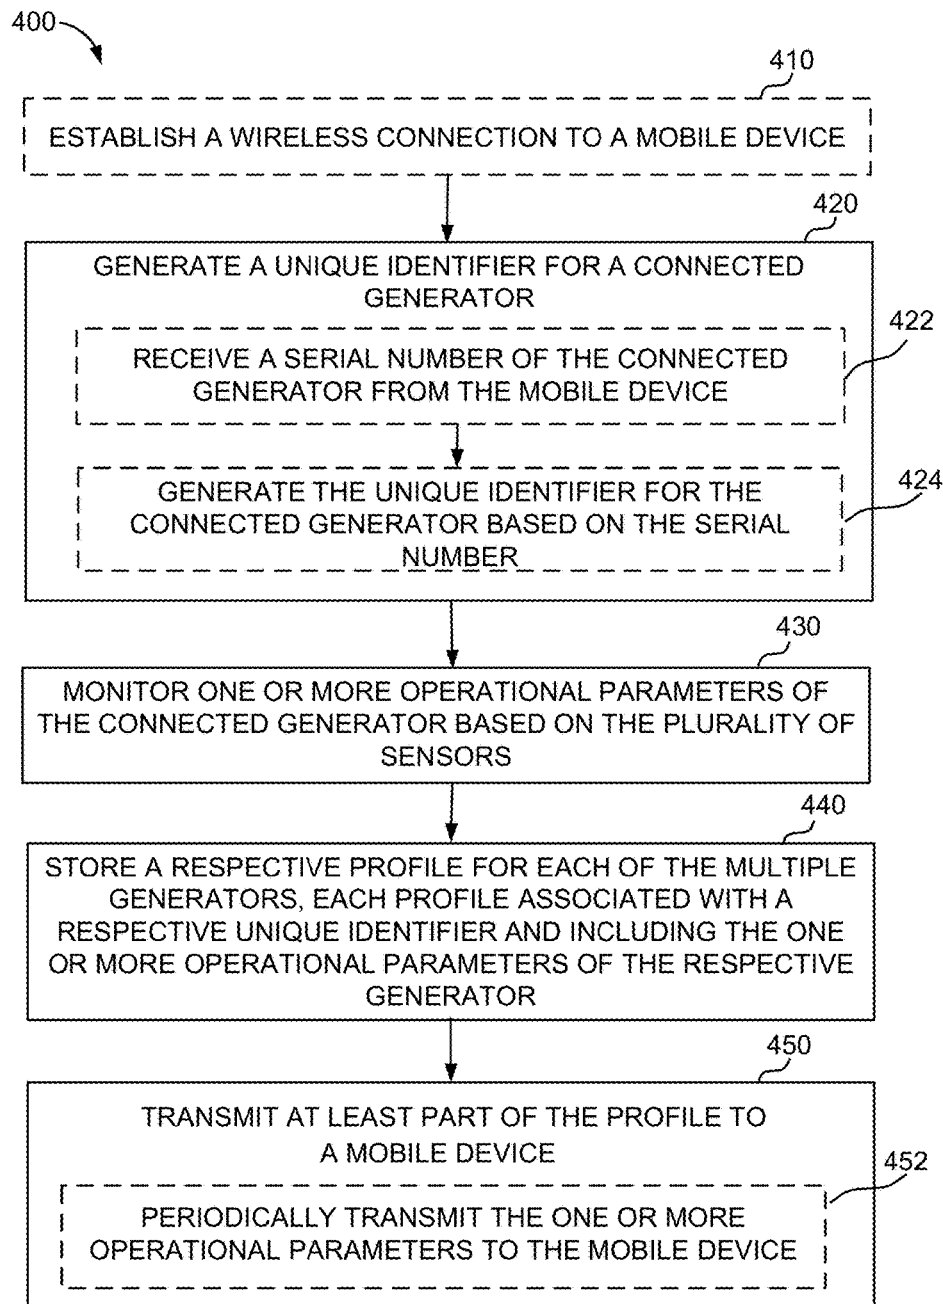 400
410
ESTABLISH A WIRELESS CONNECTION TO A MOBILE DEVICE
420
GENERATE A UNIQUE IDENTIFIER FOR A CONNECTED
GENERATOR
422
RECEIVE A SERIAL NUMBER OF THE CONNECTED
GENERATOR FROM THE MOBILE DEVICE
424
GENERATE THE UNIQUE IDENTIFIER FOR THE
CONNECTED GENERATOR BASED ON THE SERIAL
NUMBER
430
MONITOR ONE OR MORE OPERATIONAL PARAMETERS OF
THE CONNECTED GENERATOR BASED ON THE PLURALITY OF
SENSORS
440
STORE A RESPECTIVE PROFILE FOR EACH OF THE MULTIPLE
GENERATORS, EACH PROFILE ASSOCIATED WITH A
RESPECTIVE UNIQUE IDENTIFIER AND INCLUDING THE ONE
OR MORE OPERATIONAL PARAMETERS OF THE RESPECTIVE
GENERATOR
450
TRANSMIT AT LEAST PART OF THE PROFILE TO
A MOBILE DEVICE
452
PERIODICALLY TRANSMIT THE ONE OR MORE
OPERATIONAL PARAMETERS TO THE MOBILE DEVICE